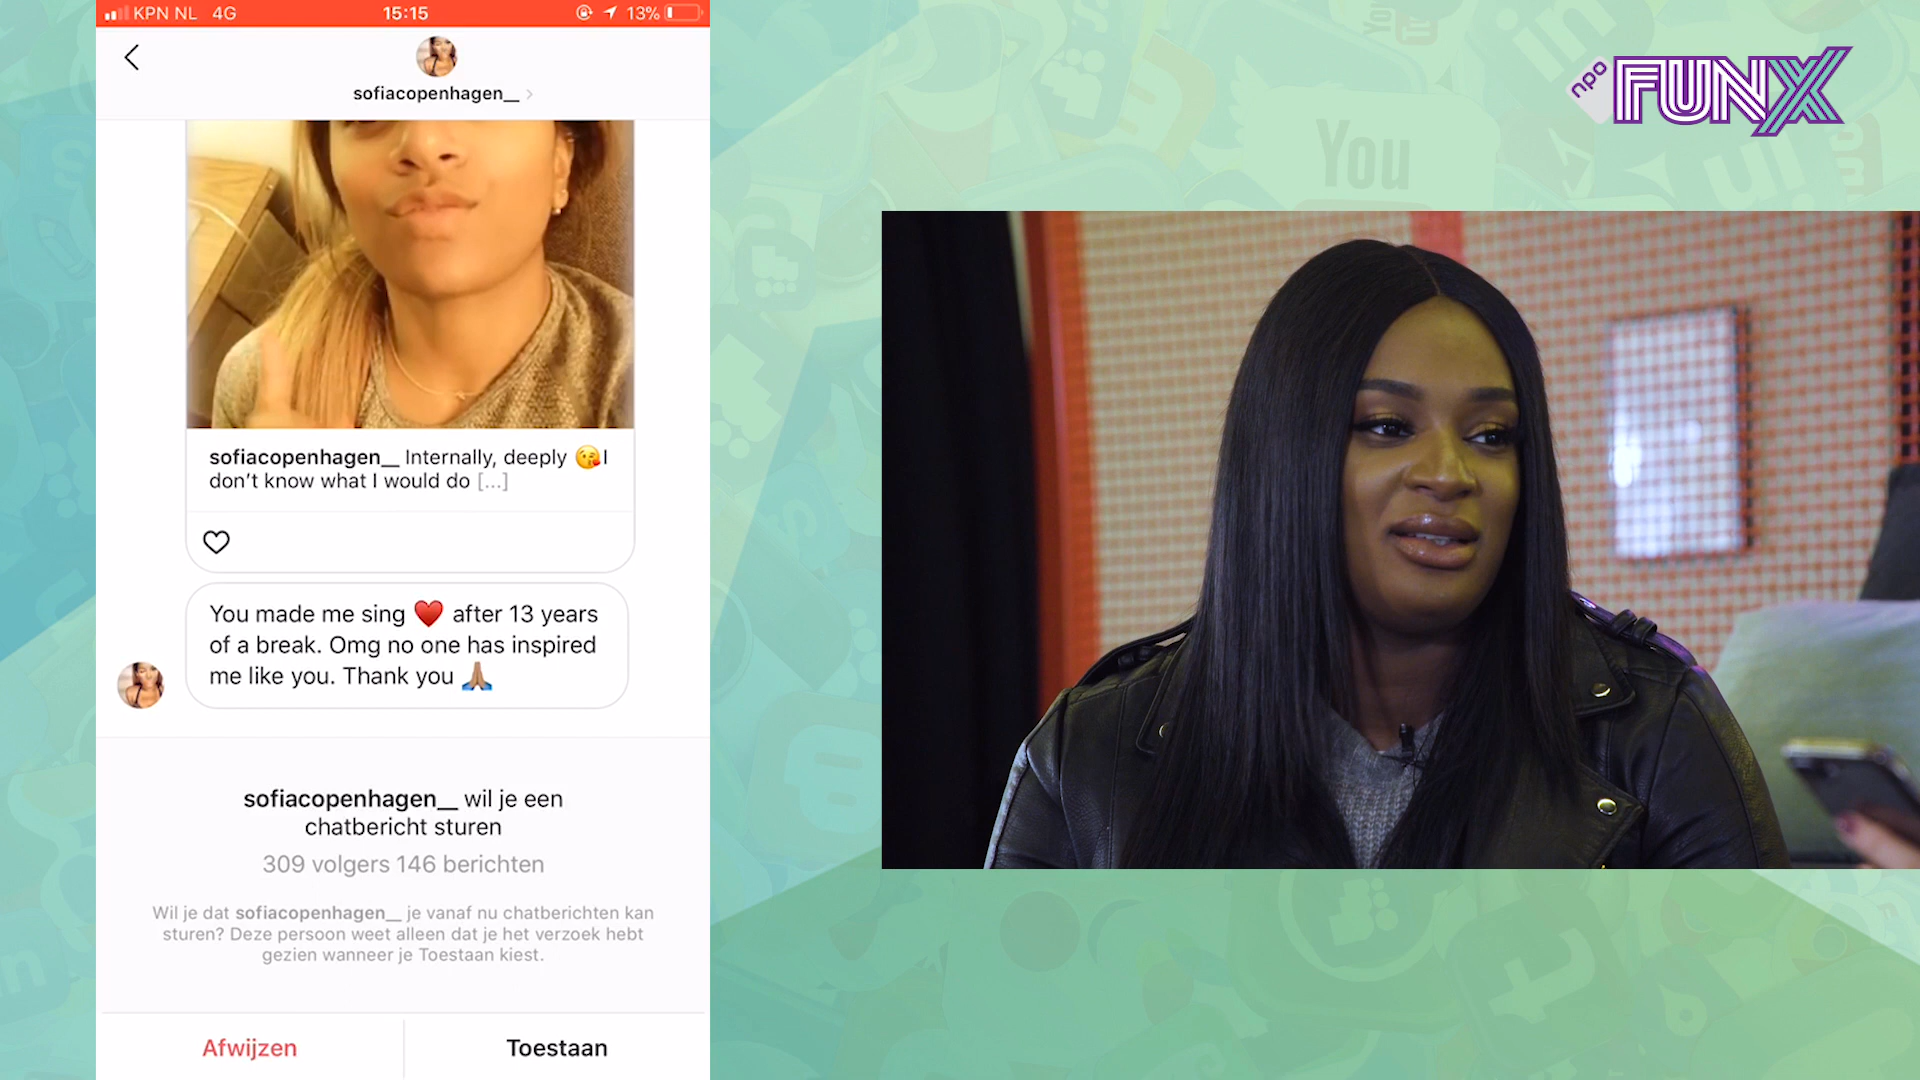 KPN NL 4G 15:15 13%
sofiacopenhagen__
sofiacopenhagen__ Internally, deeply 😘I
don't know what I would do [...]
You made me sing ♥️ after 13 years
of a break. Omg no one has inspired
me like you. Thank you 🙏🏽
sofiacopenhagen__ wil je een
chatbericht sturen
309 volgers 146 berichten
Wil je dat sofiacopenhagen__ je vanaf nu chatberichten kan
sturen? Deze persoon weet alleen dat je het verzoek hebt
gezien wanneer je Toestaan kiest.
Afwijzen Toestaan
npo FUNX
You